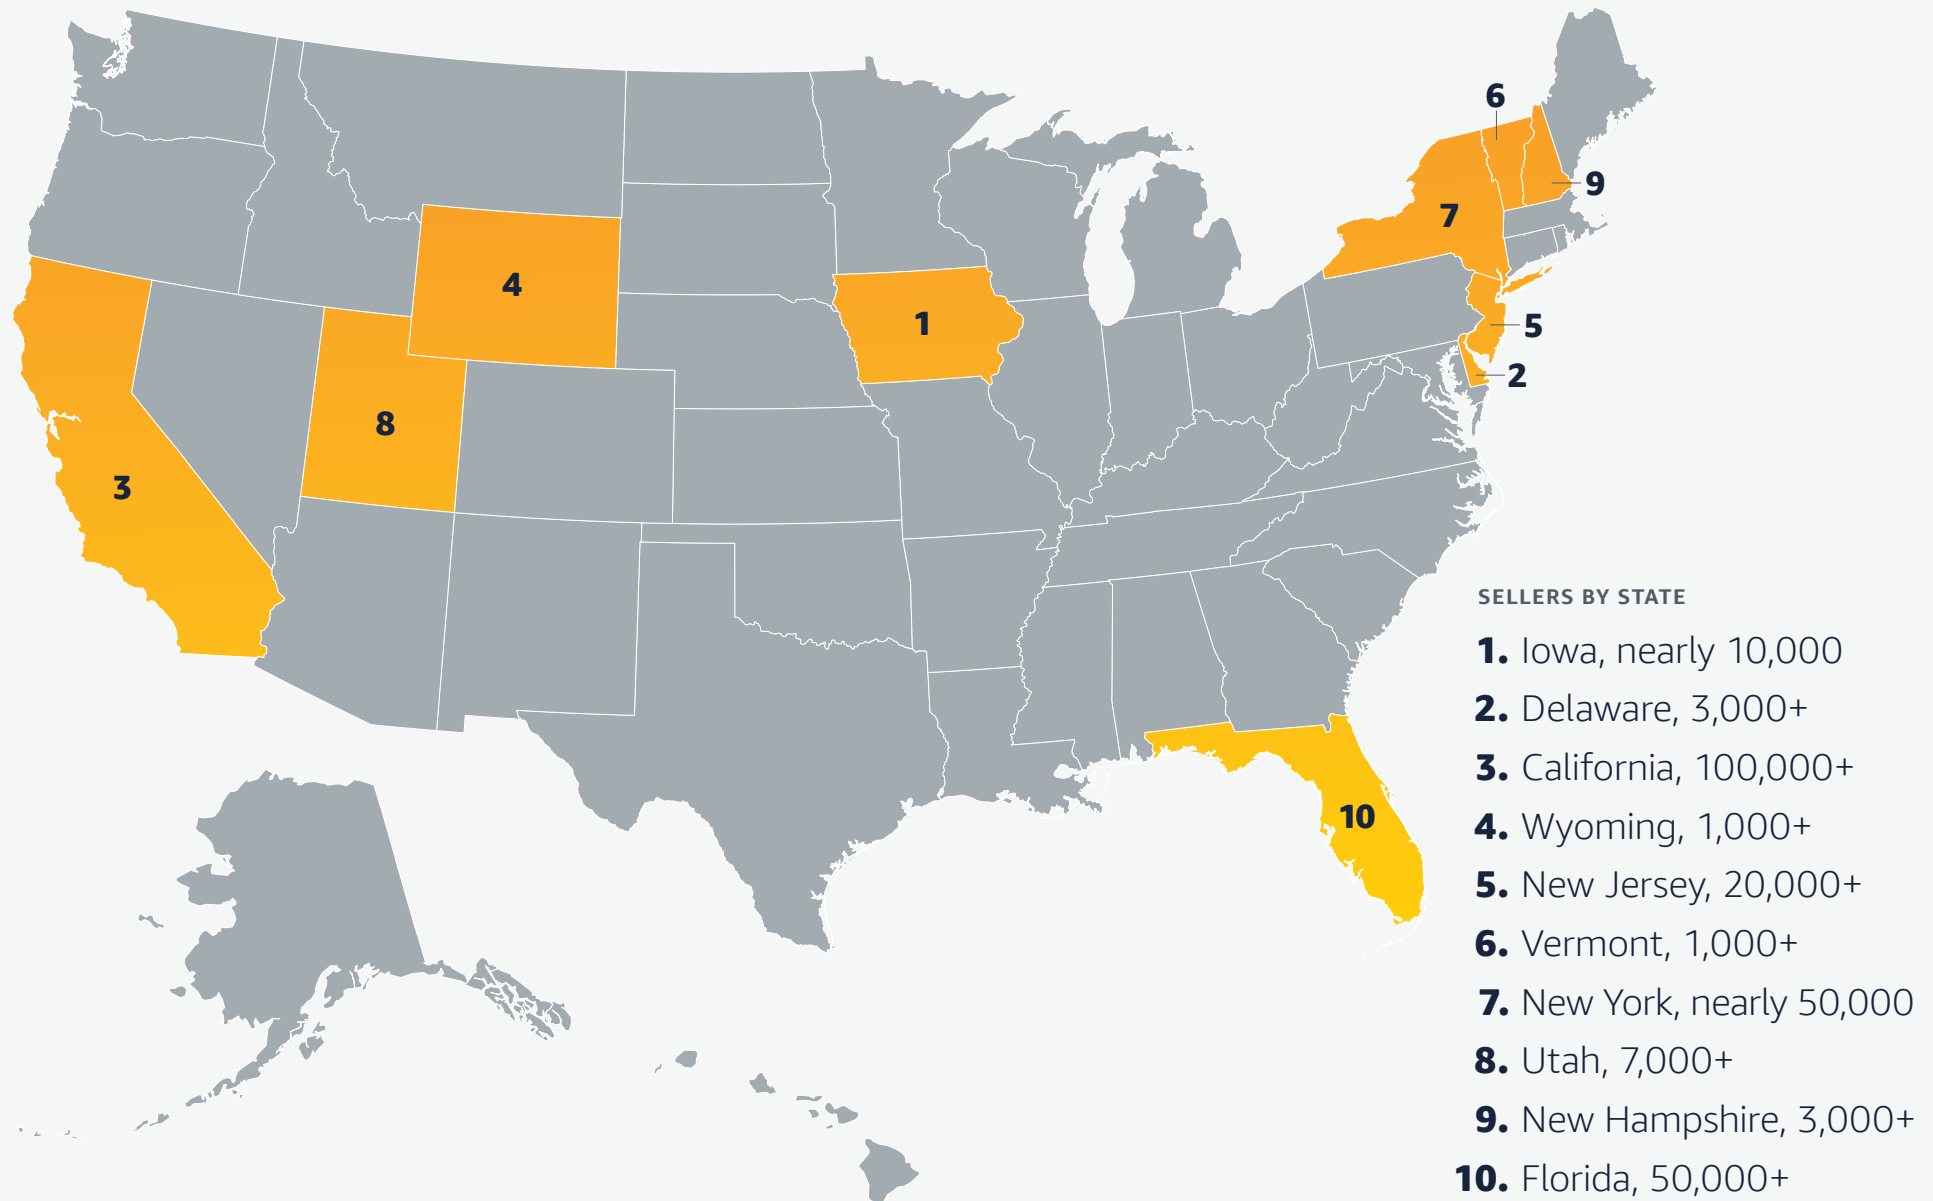 6
9
7
4
1
5
2
8
3
10
SELLERS BY STATE
1. Iowa, nearly 10,000
2. Delaware, 3,000+
3. California, 100,000+
4. Wyoming, 1,000+
5. New Jersey, 20,000+
6. Vermont, 1,000+
7. New York, nearly 50,000
8. Utah, 7,000+
9. New Hampshire, 3,000+
10. Florida, 50,000+